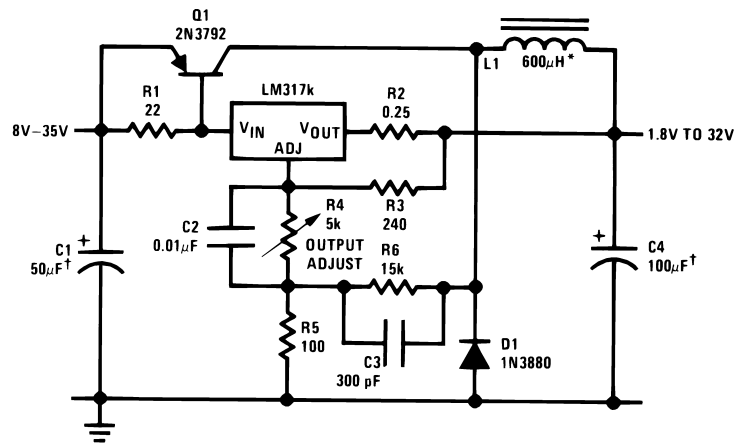 Q1
2N3792
L1
600μH*
R1
22
LM317k
R2
0.25
8V–35V
VIN
VOUT
1.8V TO 32V
ADJ
R4
5k
R3
240
C2
0.01μF
OUTPUT
ADJUST
R6
15k
+
C1
50μF†
+
C4
100μF†
R5
100
C3
300 pF
D1
1N3880